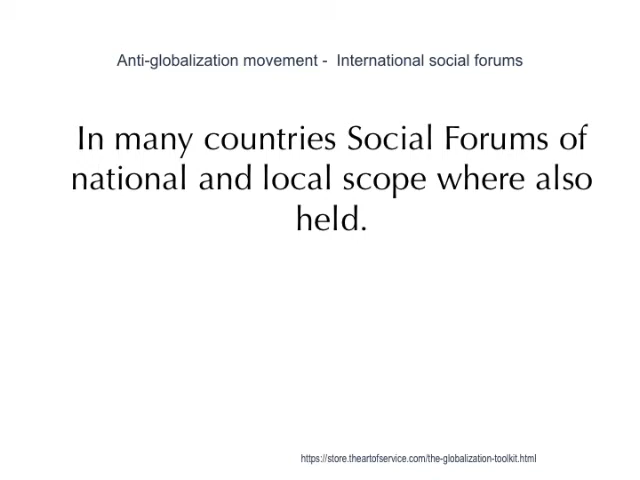 Anti-globalization movement - International social forums
In many countries Social Forums of
national and local scope where also
held.
https://store.theartofservice.com/the-globalization-toolkit.html